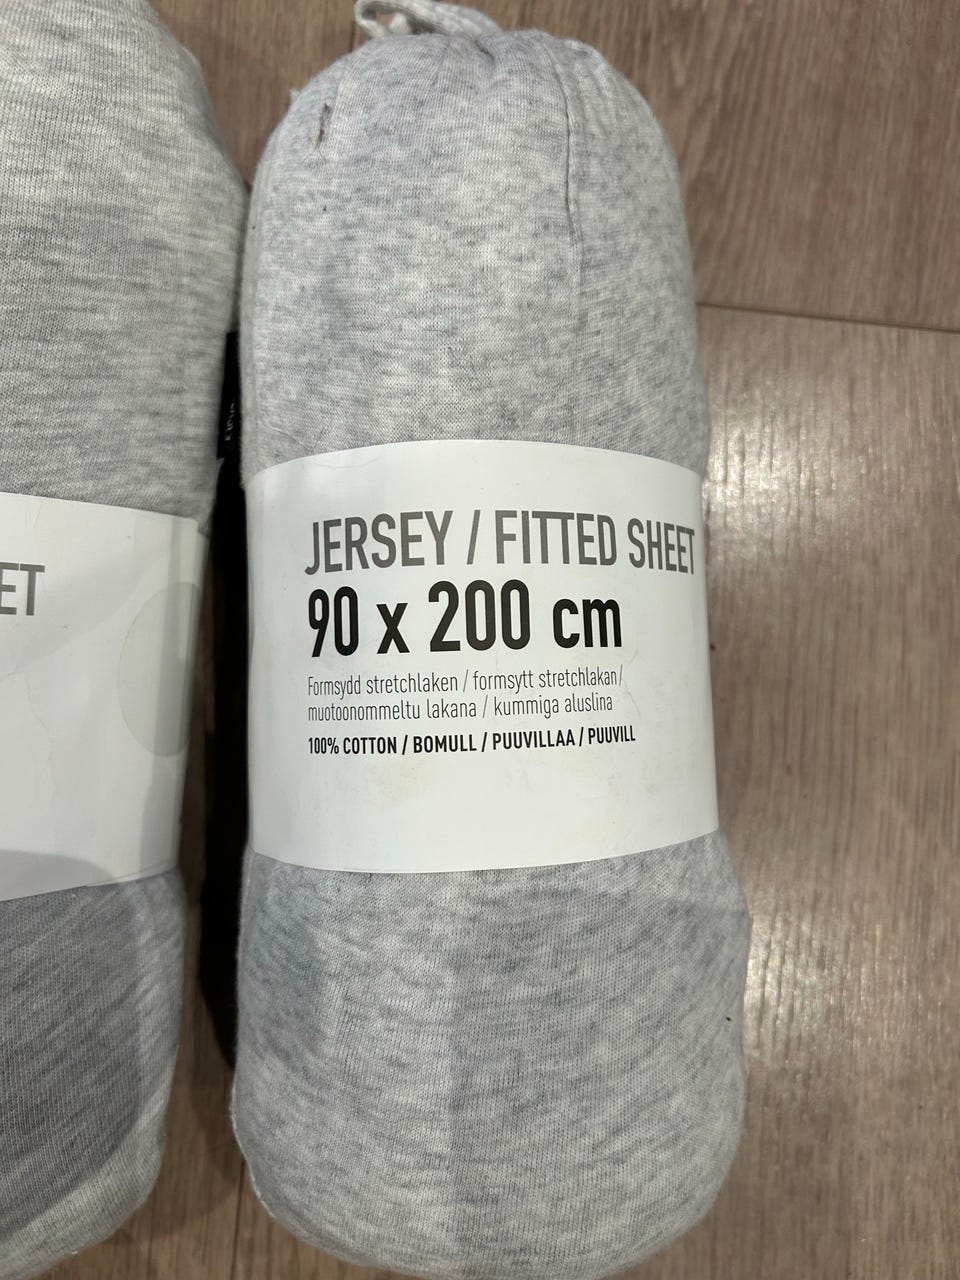 JERSEY / FITTED SHEET
90 x 200 cm
Formsydd stretchlaken / formsytt stretchlakan/
muotoonommeltu lakana / kummiga aluslina
100% COTTON / BOMULL / PUUVILLAA / PUUVILL
ET